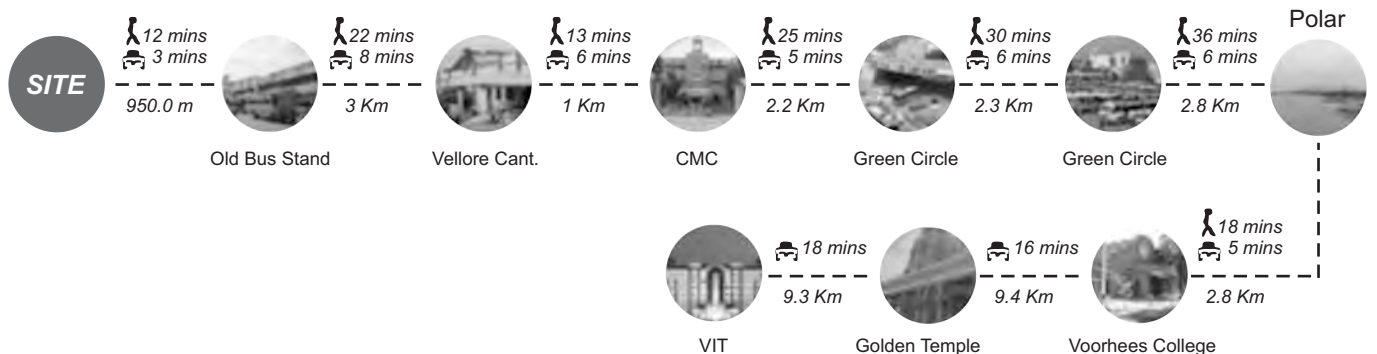 Polar
12 mins
3 mins
22 mins
8 mins
13 mins
6 mins
25 mins
5 mins
30 mins
6 mins
36 mins
6 mins
SITE
950.0 m
3 Km
1 Km
2.2 Km
2.3 Km
2.8 Km
Old Bus Stand
Vellore Cant.
CMC
Green Circle
Green Circle
18 mins
16 mins
18 mins
5 mins
9.3 Km
9.4 Km
2.8 Km
VIT
Golden Temple
Voorhees College